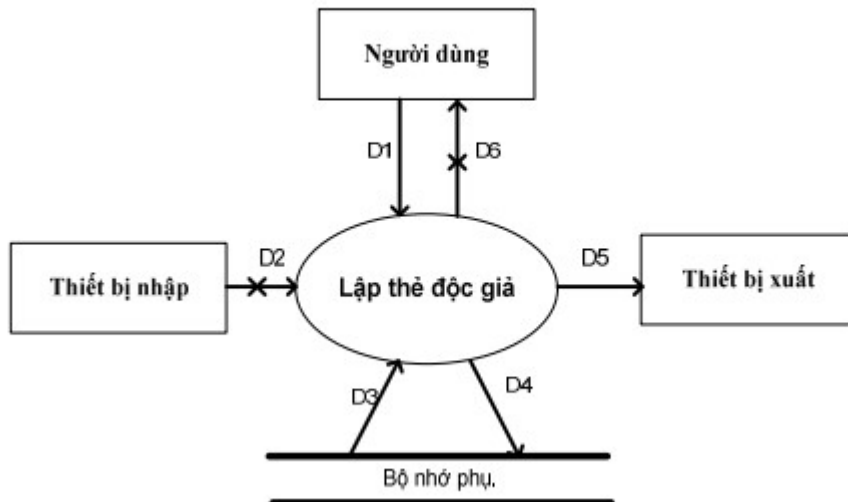 Người dùng
D1
D6
Thiết bị nhập
D2
Lập thẻ độc giả
D5
Thiết bị xuất
D3
D4
Bộ nhớ phụ.